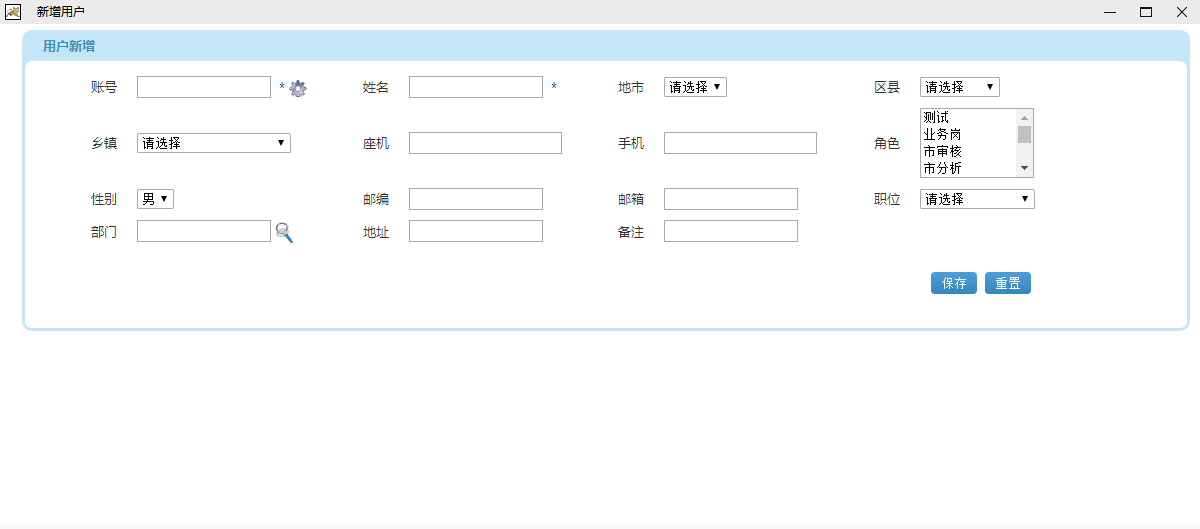 新增用户
用户新增
账号 * 姓名 * 地市 请选择 区县 请选择
乡镇 请选择 座机 手机 角色 测试
业务岗
市审核
市分析
性别 男 邮编 邮箱 职位 请选择
部门 地址 备注
保存 重置